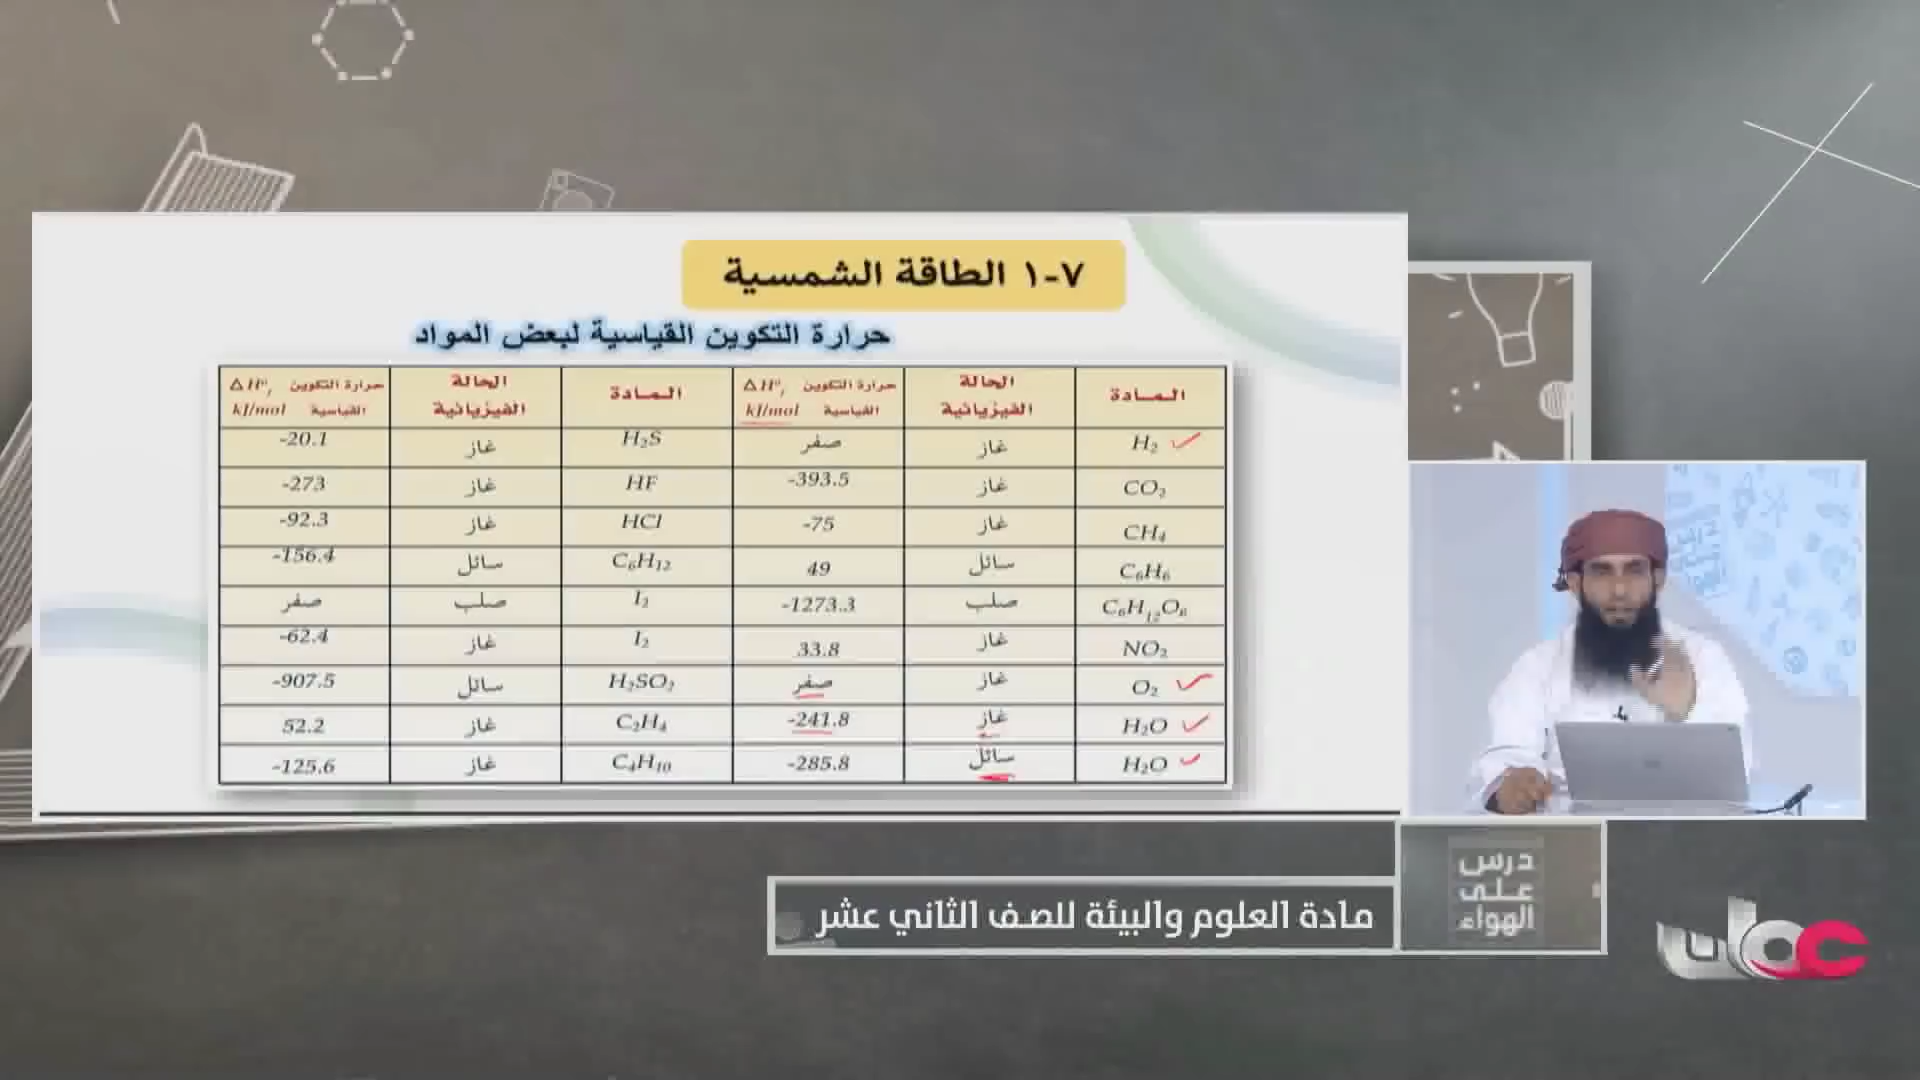 ٧-١ الطاقة الشمسية
حرارة التكوين القياسية لبعض المواد
المادة الحالة الفيزيائية حرارة التكوين القياسية ΔH°f kJ/mol المادة الحالة الفيزيائية حرارة التكوين القياسية ΔH°f kJ/mol
H₂ غاز صفر H₂S غاز -20.1
CO₂ غاز -393.5 HF غاز -273
CH₄ غاز -75 HCl غاز -92.3
C₆H₆ سائل 49 C₆H₁₂ سائل -156.4
C₆H₁₂O₆ صلب -1273.3 I₂ صلب صفر
NO₂ غاز 33.8 I₂ غاز -62.4
O₂ غاز صفر H₂SO₂ سائل -907.5
H₂O غاز -241.8 C₂H₄ غاز 52.2
H₂O سائل -285.8 C₄H₁₀ غاز -125.6
درس
على
الهواء
مادة العلوم والبيئة للصف الثاني عشر
درس
على
الهواء